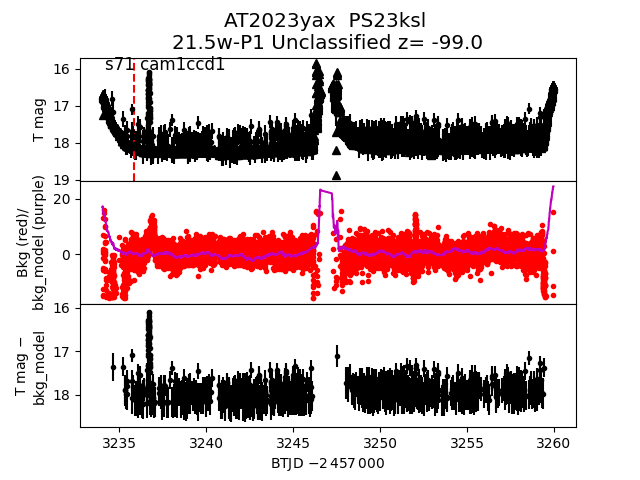 AT2023yax  PS23ksl
21.5w-P1 Unclassified z= -99.0
s71 cam1ccd1
16
17
18
19
T mag
20
0
Bkg (red)/
bkg_model (purple)
16
17
18
T mag −
bkg_model
3235
3240
3245
3250
3255
3260
BTJD −2 457 000